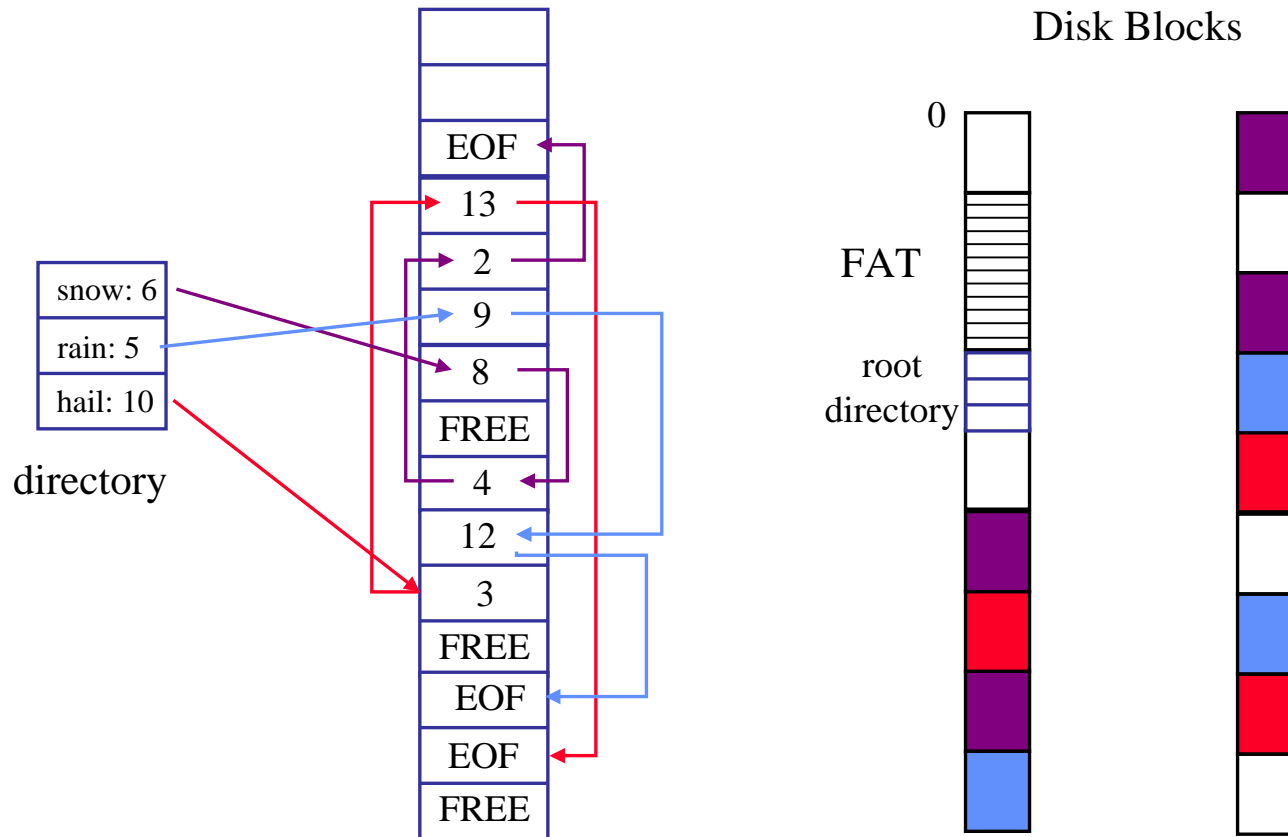 snow: 6
rain: 5
hail: 10
directory
EOF
13
2
9
8
FREE
4
12
3
FREE
EOF
EOF
FREE
Disk Blocks
0
FAT
root
directory